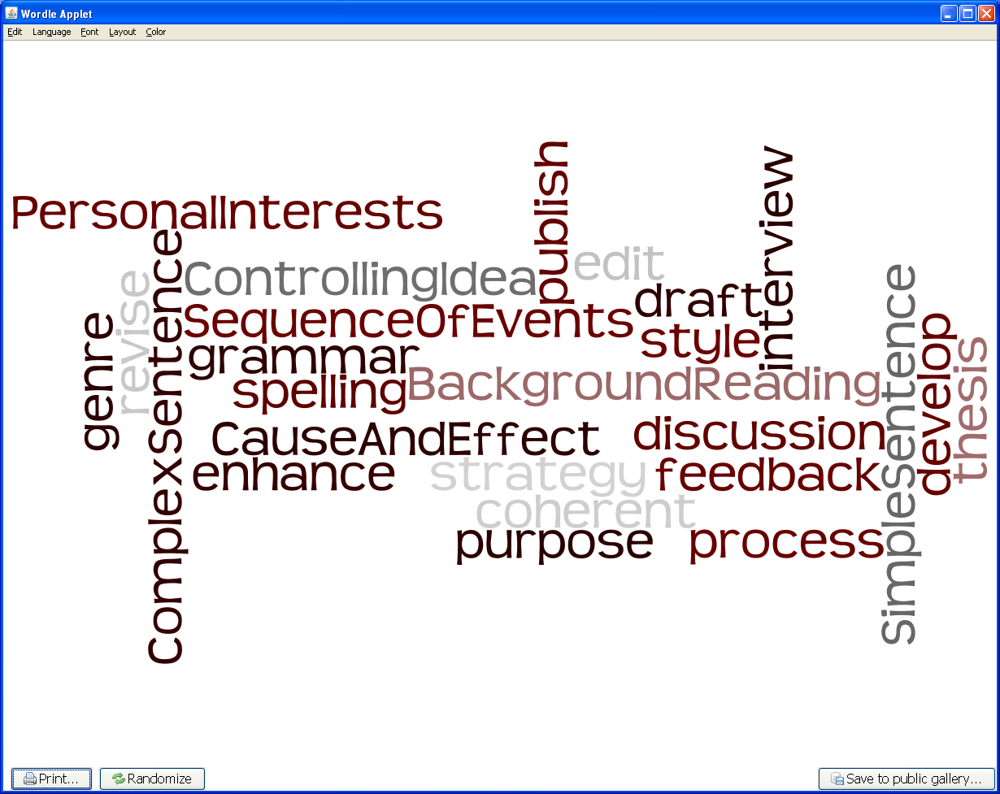 Wordle Applet
Edit Language Font Layout Color
PersonalInterests
publish
interview
edit
ControllingIdea
revise
ComplexSentence
genre
draft
SequenceOfEvents
style
grammar
BackgroundReading
spelling
SimpleSentence
develop
thesis
CauseAndEffect
discussion
enhance
strategy
feedback
coherent
purpose
process
Print... Randomize Save to public gallery...